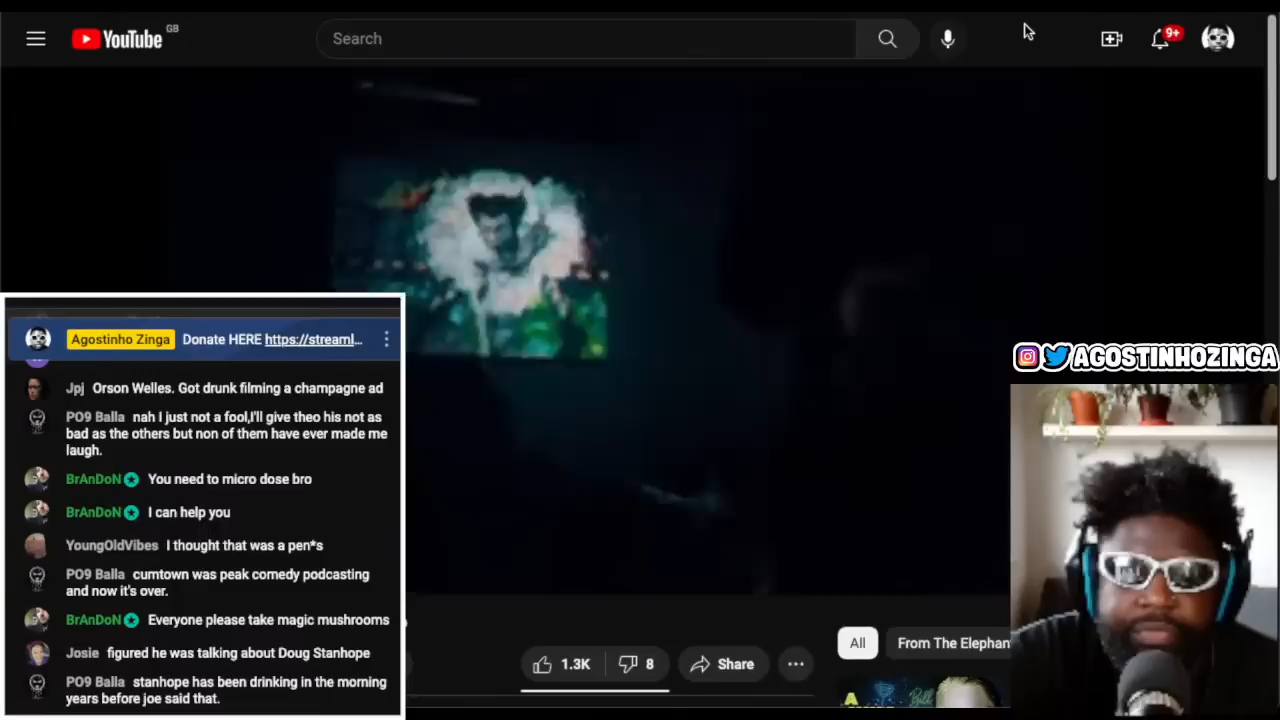 YouTube GB
Search
9+
Agostinho Zinga Donate HERE https://streaml...
Jpj Orson Welles. Got drunk filming a champagne ad
PO9 Balla nah I just not a fool,I'll give theo his not as
bad as the others but non of them have ever made me
laugh.
BrAnDoN You need to micro dose bro
BrAnDoN I can help you
YoungOldVibes I thought that was a pen*s
PO9 Balla cumtown was peak comedy podcasting
and now it's over.
BrAnDoN Everyone please take magic mushrooms
Josie figured he was talking about Doug Stanhope
PO9 Balla stanhope has been drinking in the morning
years before joe said that.
AGOSTINHOZINGA
1.3K
8
Share
All
From The Elephan
A
Bill